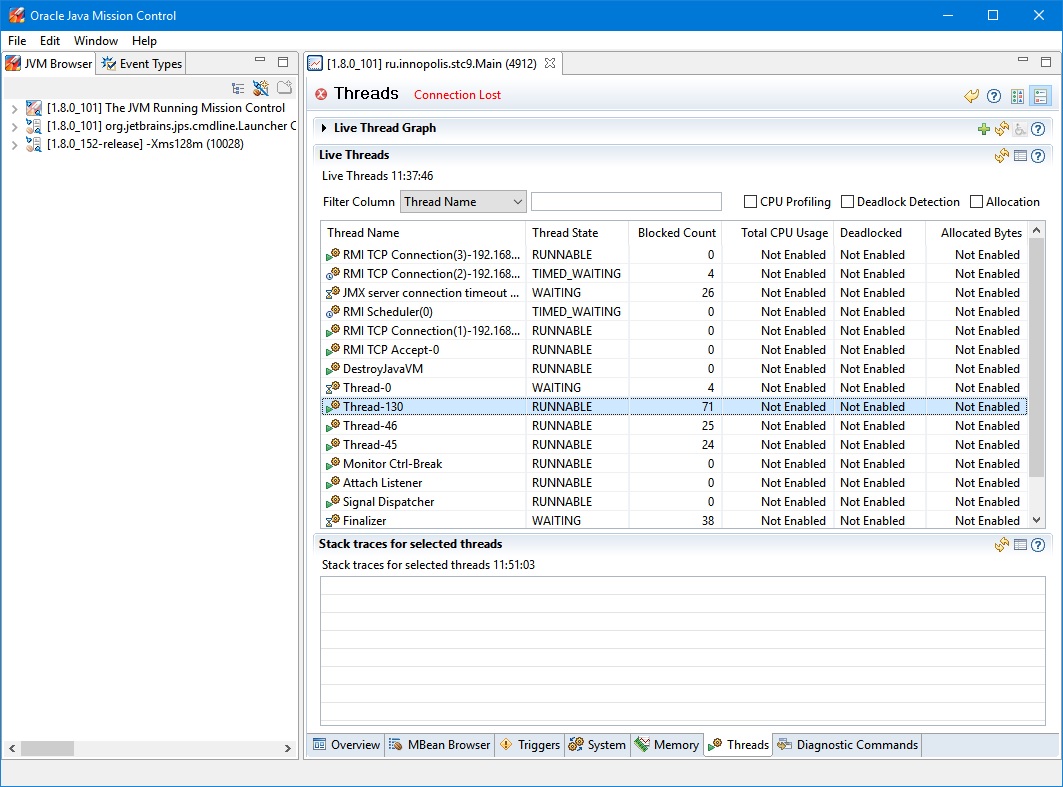 Oracle Java Mission Control
File Edit Window Help
JVM Browser Event Types
[1.8.0_101] The JVM Running Mission Control
[1.8.0_101] org.jetbrains.jps.cmdline.Launcher C
[1.8.0_152-release] -Xms128m (10028)
[1.8.0_101] ru.innopolis.stc9.Main (4912)
Threads Connection Lost
Live Thread Graph
Live Threads
Live Threads 11:37:46
Filter Column Thread Name CPU Profiling Deadlock Detection Allocation
Thread Name Thread State Blocked Count Total CPU Usage Deadlocked Allocated Bytes
RMI TCP Connection(3)-192.168... RUNNABLE 0 Not Enabled Not Enabled Not Enabled
RMI TCP Connection(2)-192.168... TIMED_WAITING 4 Not Enabled Not Enabled Not Enabled
JMX server connection timeout ... WAITING 26 Not Enabled Not Enabled Not Enabled
RMI Scheduler(0) TIMED_WAITING 0 Not Enabled Not Enabled Not Enabled
RMI TCP Connection(1)-192.168... RUNNABLE 0 Not Enabled Not Enabled Not Enabled
RMI TCP Accept-0 RUNNABLE 0 Not Enabled Not Enabled Not Enabled
DestroyJavaVM RUNNABLE 0 Not Enabled Not Enabled Not Enabled
Thread-0 WAITING 4 Not Enabled Not Enabled Not Enabled
Thread-130 RUNNABLE 71 Not Enabled Not Enabled Not Enabled
Thread-46 RUNNABLE 25 Not Enabled Not Enabled Not Enabled
Thread-45 RUNNABLE 24 Not Enabled Not Enabled Not Enabled
Monitor Ctrl-Break RUNNABLE 0 Not Enabled Not Enabled Not Enabled
Attach Listener RUNNABLE 0 Not Enabled Not Enabled Not Enabled
Signal Dispatcher RUNNABLE 0 Not Enabled Not Enabled Not Enabled
Finalizer WAITING 38 Not Enabled Not Enabled Not Enabled
Stack traces for selected threads
Stack traces for selected threads 11:51:03
Overview MBean Browser Triggers System Memory Threads Diagnostic Commands